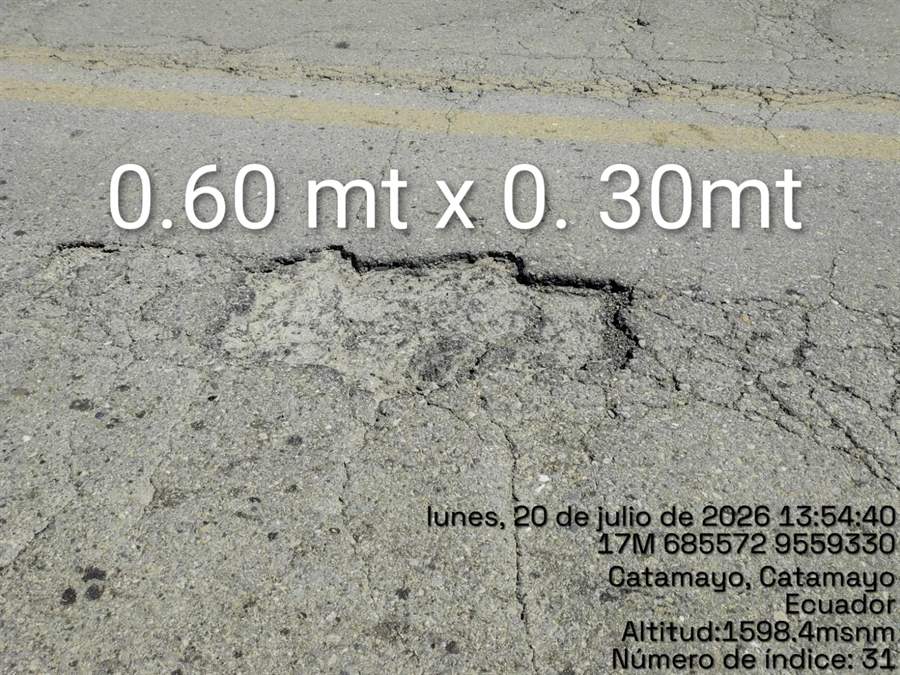 0.60 mt x 0. 30mt
lunes, 20 de julio de 2026 13:54:40
17M 685572 9559330
Catamayo, Catamayo
Ecuador
Altitud:1598.4msnm
Número de índice: 31